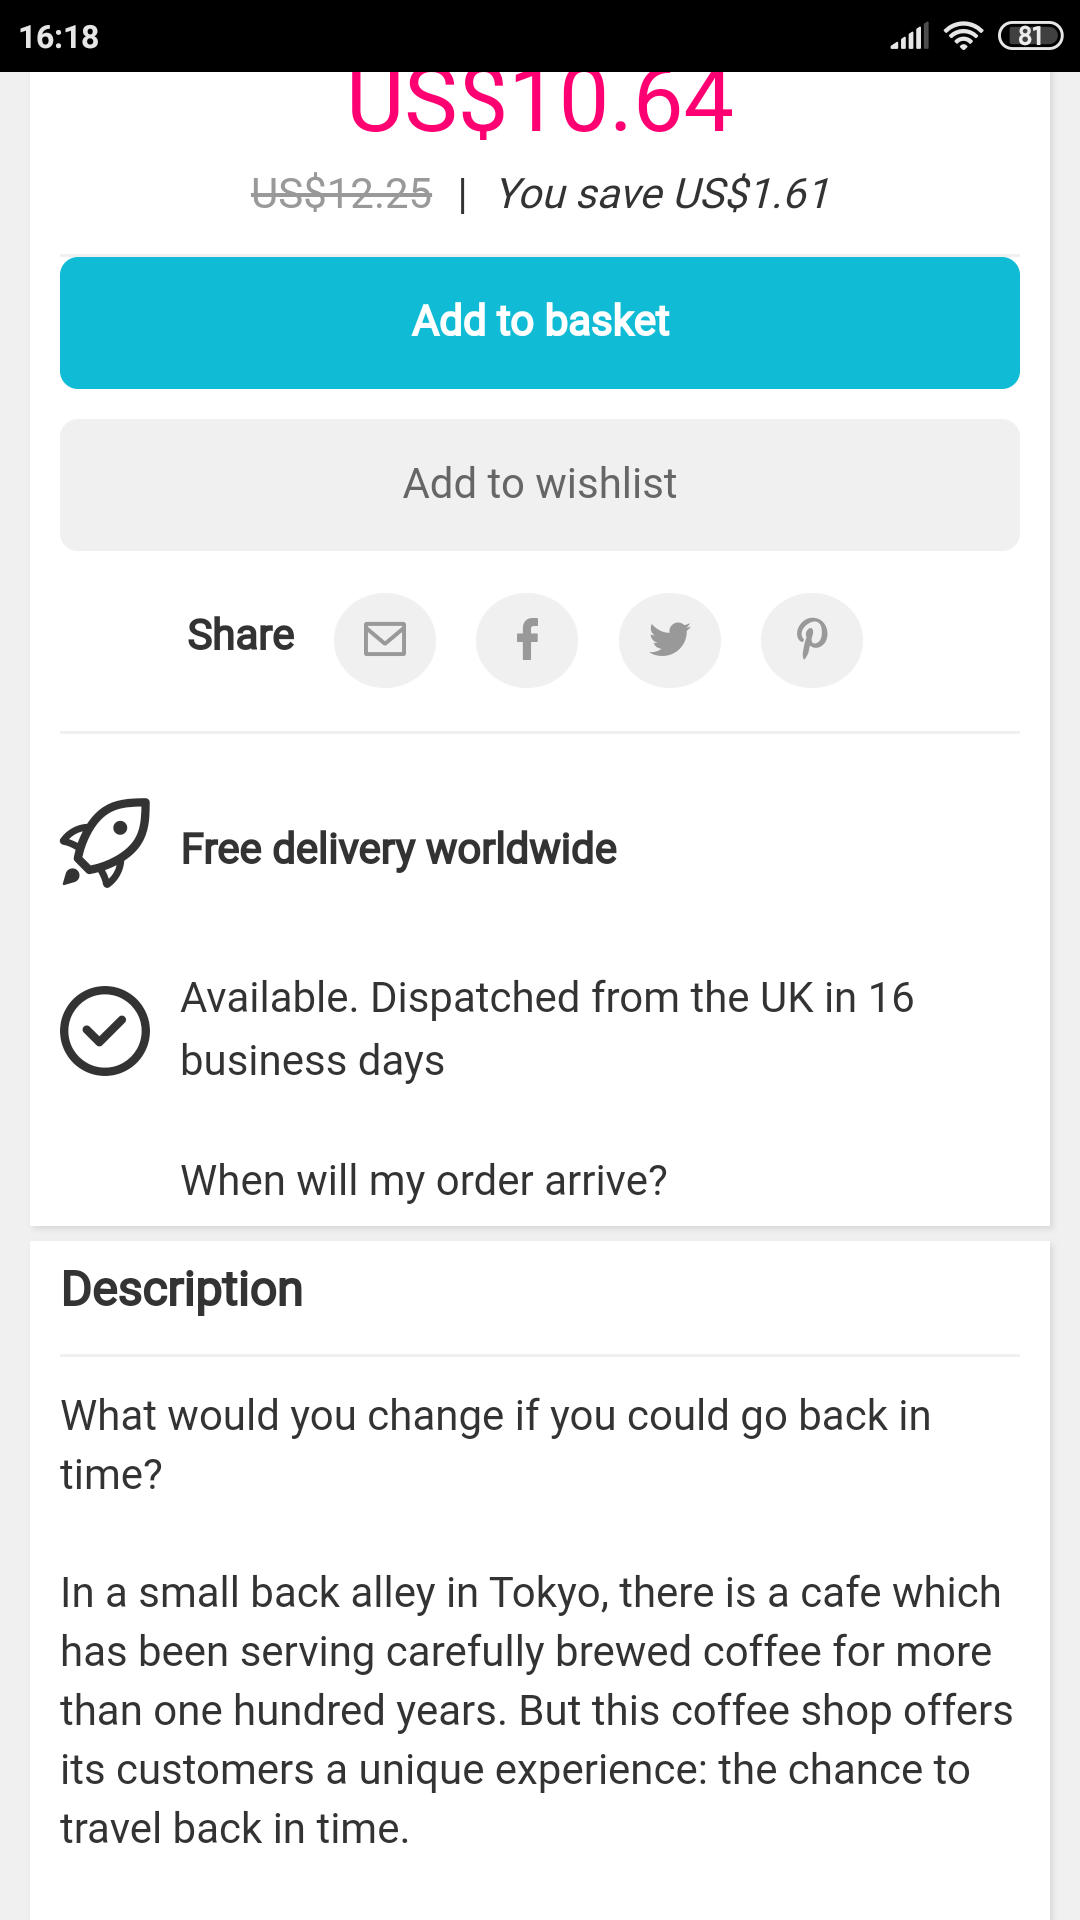 16:18
81
US$10.64
US$12.25 | You save US$1.61
Add to basket
Add to wishlist
Share
Free delivery worldwide
Available. Dispatched from the UK in 16
business days
When will my order arrive?
Description
What would you change if you could go back in
time?
In a small back alley in Tokyo, there is a cafe which
has been serving carefully brewed coffee for more
than one hundred years. But this coffee shop offers
its customers a unique experience: the chance to
travel back in time.